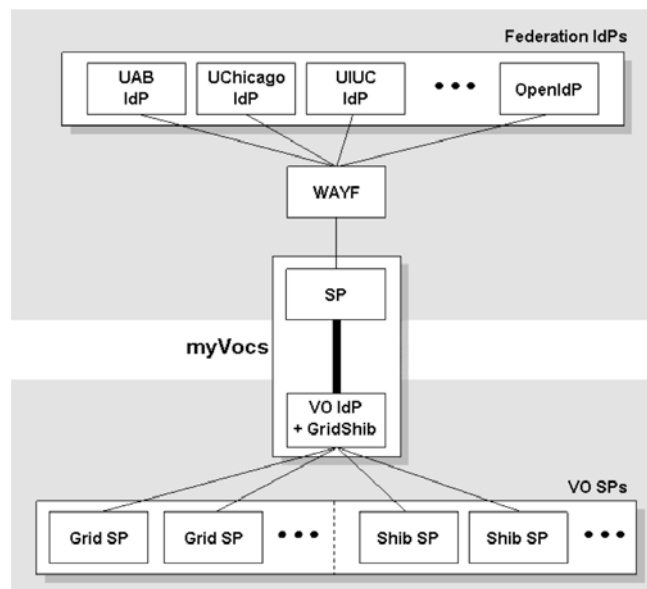 Federation IdPs
UAB
IdP
UChicago
IdP
UIUC
IdP
•••
OpenIdP
WAYF
SP
myVocs
VO IdP
+ GridShib
VO SPs
Grid SP
Grid SP
•••
Shib SP
Shib SP
•••